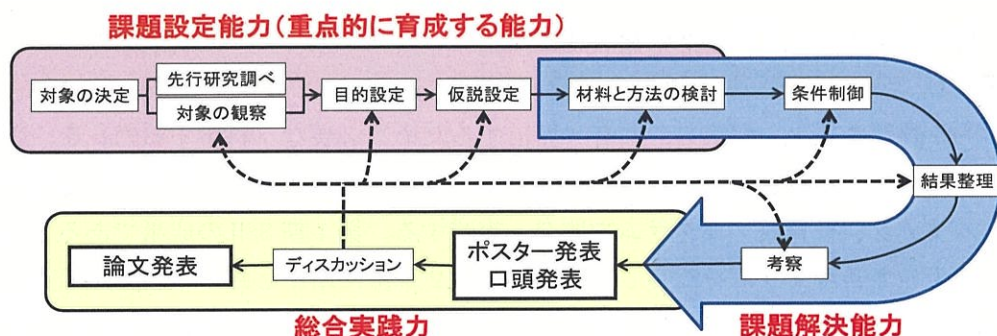 課題設定能力(重点的に育成する能力)
対象の決定
先行研究調べ
対象の観察
目的設定
仮説設定
材料と方法の検討
条件制御
結果整理
論文発表
ディスカッション
ポスター発表
口頭発表
考察
総合実践力
課題解決能力